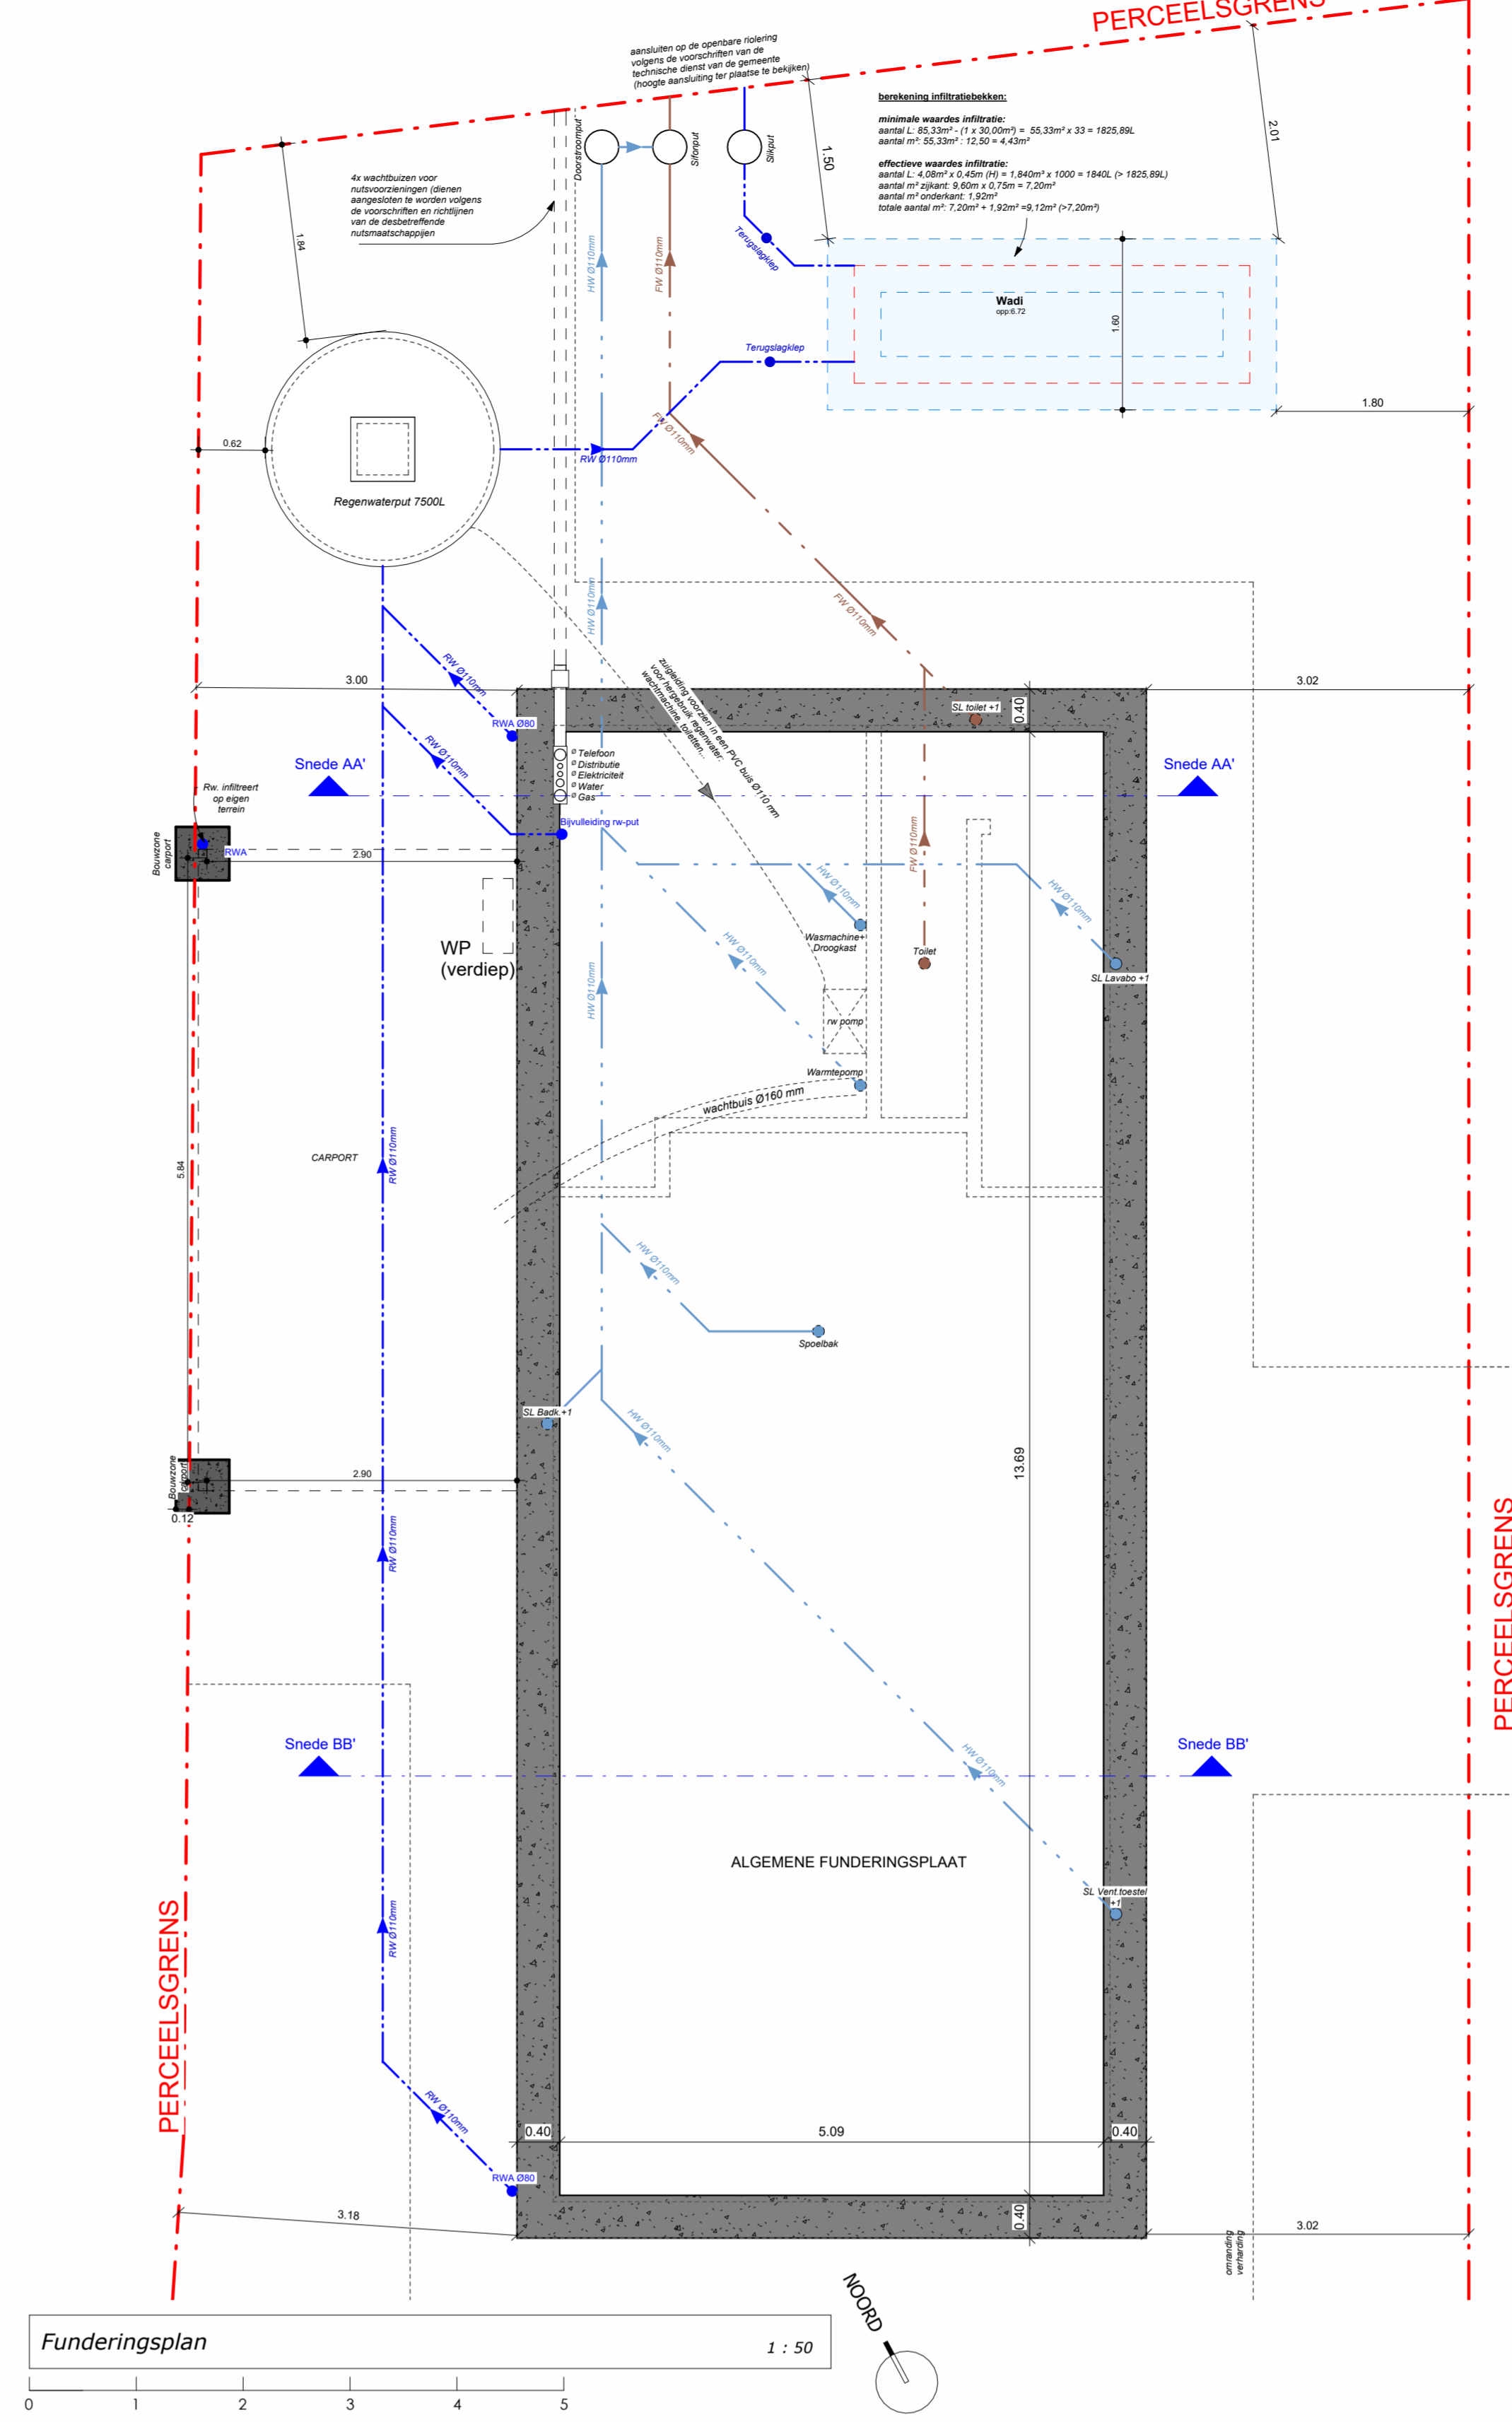 PERCEELSGRENS
aansluiten op de openbare riolering
volgens de voorschriften van de
technische dienst van de gemeente
(hoogte aansluiting ter plaatse te bekijken)
berekening infiltratiebekken:
minimale waardes infiltratie:
aantal L: 85,33m² - (1 x 30,00m²) = 55,33m² x 33 = 1825,89L
aantal m²: 55,33m² : 12,50 = 4,43m²
effectieve waardes infiltratie:
aantal L: 4,08m² x 0,45m (H) = 1,840m³ x 1000 = 1840L (> 1825,89L)
aantal m² zijkant: 9,60m x 0,75m = 7,20m²
aantal m² onderkant: 1,92m²
totale aantal m²: 7,20m² + 1,92m² =9,12m² (>7,20m²)
2.01
1.50
Doorstroomput
Sifonput
Slikput
4x wachtbuizen voor
nutsvoorzieningen (dienen
aangesloten te worden volgens
de voorschriften en richtlijnen
van de desbetreffende
nutsmaatschappijen
1.84
HW Ø110mm
FW Ø110mm
Terugslagklep
Wadi
opp:6.72
1.60
Terugslagklep
1.80
0.62
FW Ø110mm
RW Ø110mm
Regenwaterput 7500L
HW Ø110mm
FW Ø110mm
zuigleiding voorzien in een PVC buis Ø110 mm
voor hergebruik regenwater:
wachtmachine, toiletten...
RW Ø110mm
3.00
3.02
SL toilet +1
0.40
RWA Ø80
RW Ø110mm
Ø Telefoon
Ø Distributie
Ø Elektriciteit
Ø Water
Ø Gas
Snede AA'
Snede AA'
Rw. infiltreert
op eigen
terrein
Bijvulleiding rw-put
Bouwzone
carport
RWA
2.90
FW Ø110mm
HW Ø110mm
HW Ø110mm
WP
(verdiep)
Wasmachine+
Droogkast
Toilet
HW Ø110mm
SL Lavabo +1
HW Ø110mm
rw pomp
Warmtepomp
wachtbuis Ø160 mm
5.84
CARPORT
RW Ø110mm
HW Ø110mm
Spoelbak
SL Badk.+1
HW Ø110mm
13.69
Bouwzone
carport
2.90
0.12
RW Ø110mm
PERCEELSGRENS
Snede BB'
Snede BB'
HW Ø110mm
ALGEMENE FUNDERINGSPLAAT
SL Vent.toestel
+1
RW Ø110mm
PERCEELSGRENS
RW Ø110mm
0.40
5.09
0.40
RWA Ø80
3.18
0.40
3.02
omranding
verharding
NOORD
Funderingsplan
1 : 50
0 1 2 3 4 5